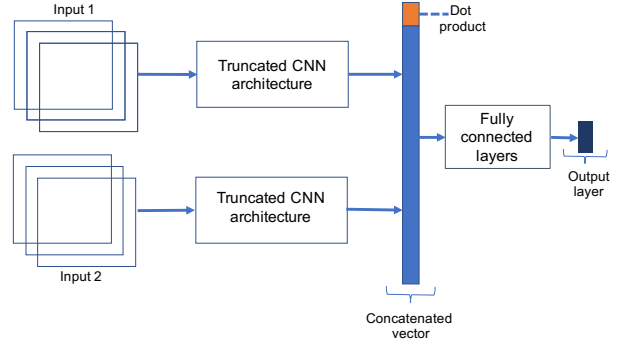 Input 1
Truncated CNN
architecture
Dot
product
Fully
connected
layers
Output
layer
Truncated CNN
architecture
Input 2
Concatenated
vector